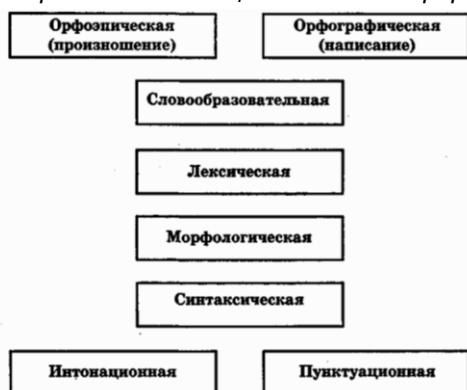 Орфоэпическая
(произношение)
Орфографическая
(написание)
Словообразовательная
Лексическая
Морфологическая
Синтаксическая
Интонационная
Пунктуационная